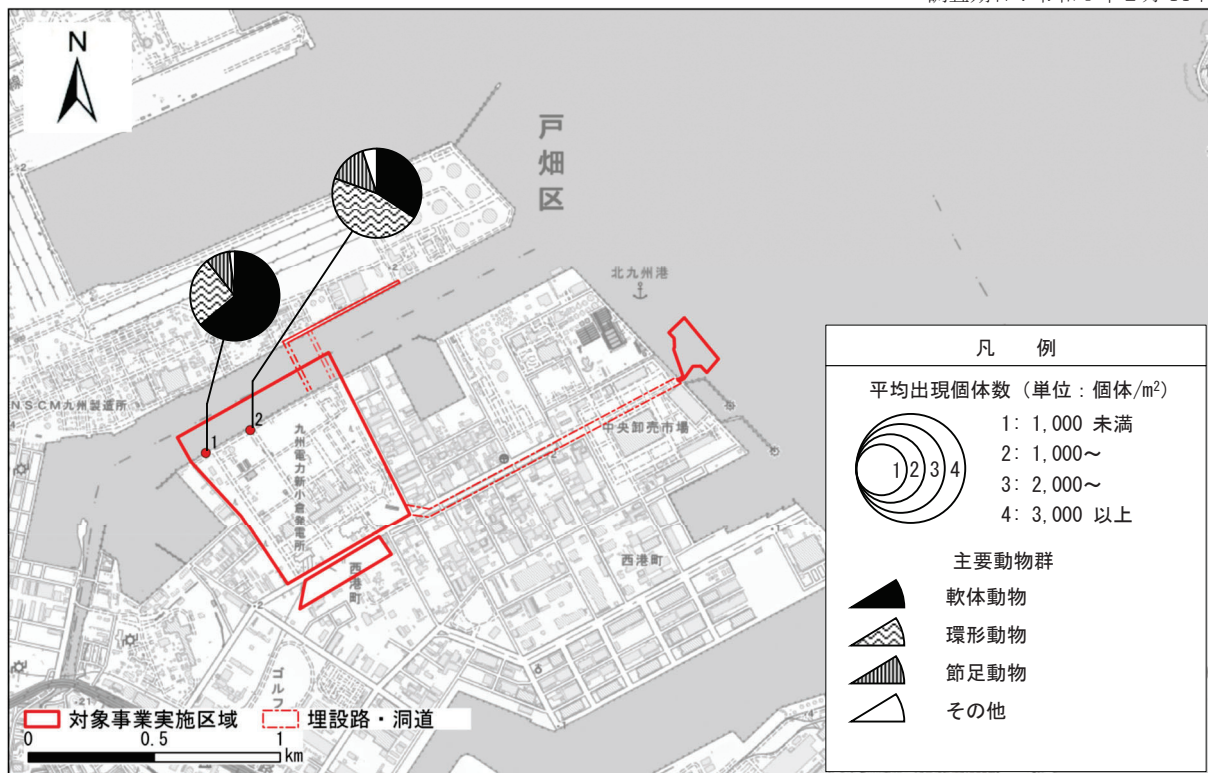 N
戸畑区
北九州港
NSCM九州製造所
1
2
九州電力新小倉発電所
中央卸売市場
西港町
西港町
ゴルフ
凡 例
平均出現個体数 (単位:個体/m²)
1 2 3 4
1: 1,000 未満
2: 1,000~
3: 2,000~
4: 3,000 以上
主要動物群
軟体動物
環形動物
節足動物
その他
対象事業実施区域
埋設路・洞道
0 0.5 1
km